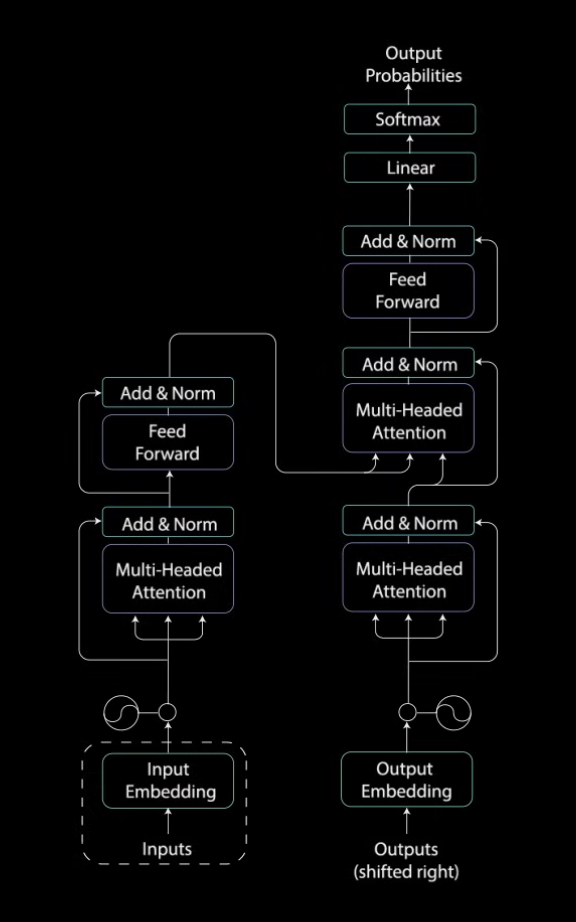 Output
Probabilities
Softmax
Linear
Add & Norm
Feed
Forward
Add & Norm
Multi-Headed
Attention
Add & Norm
Multi-Headed
Attention
Output
Embedding
Outputs
(shifted right)
Add & Norm
Feed
Forward
Add & Norm
Multi-Headed
Attention
Input
Embedding
Inputs